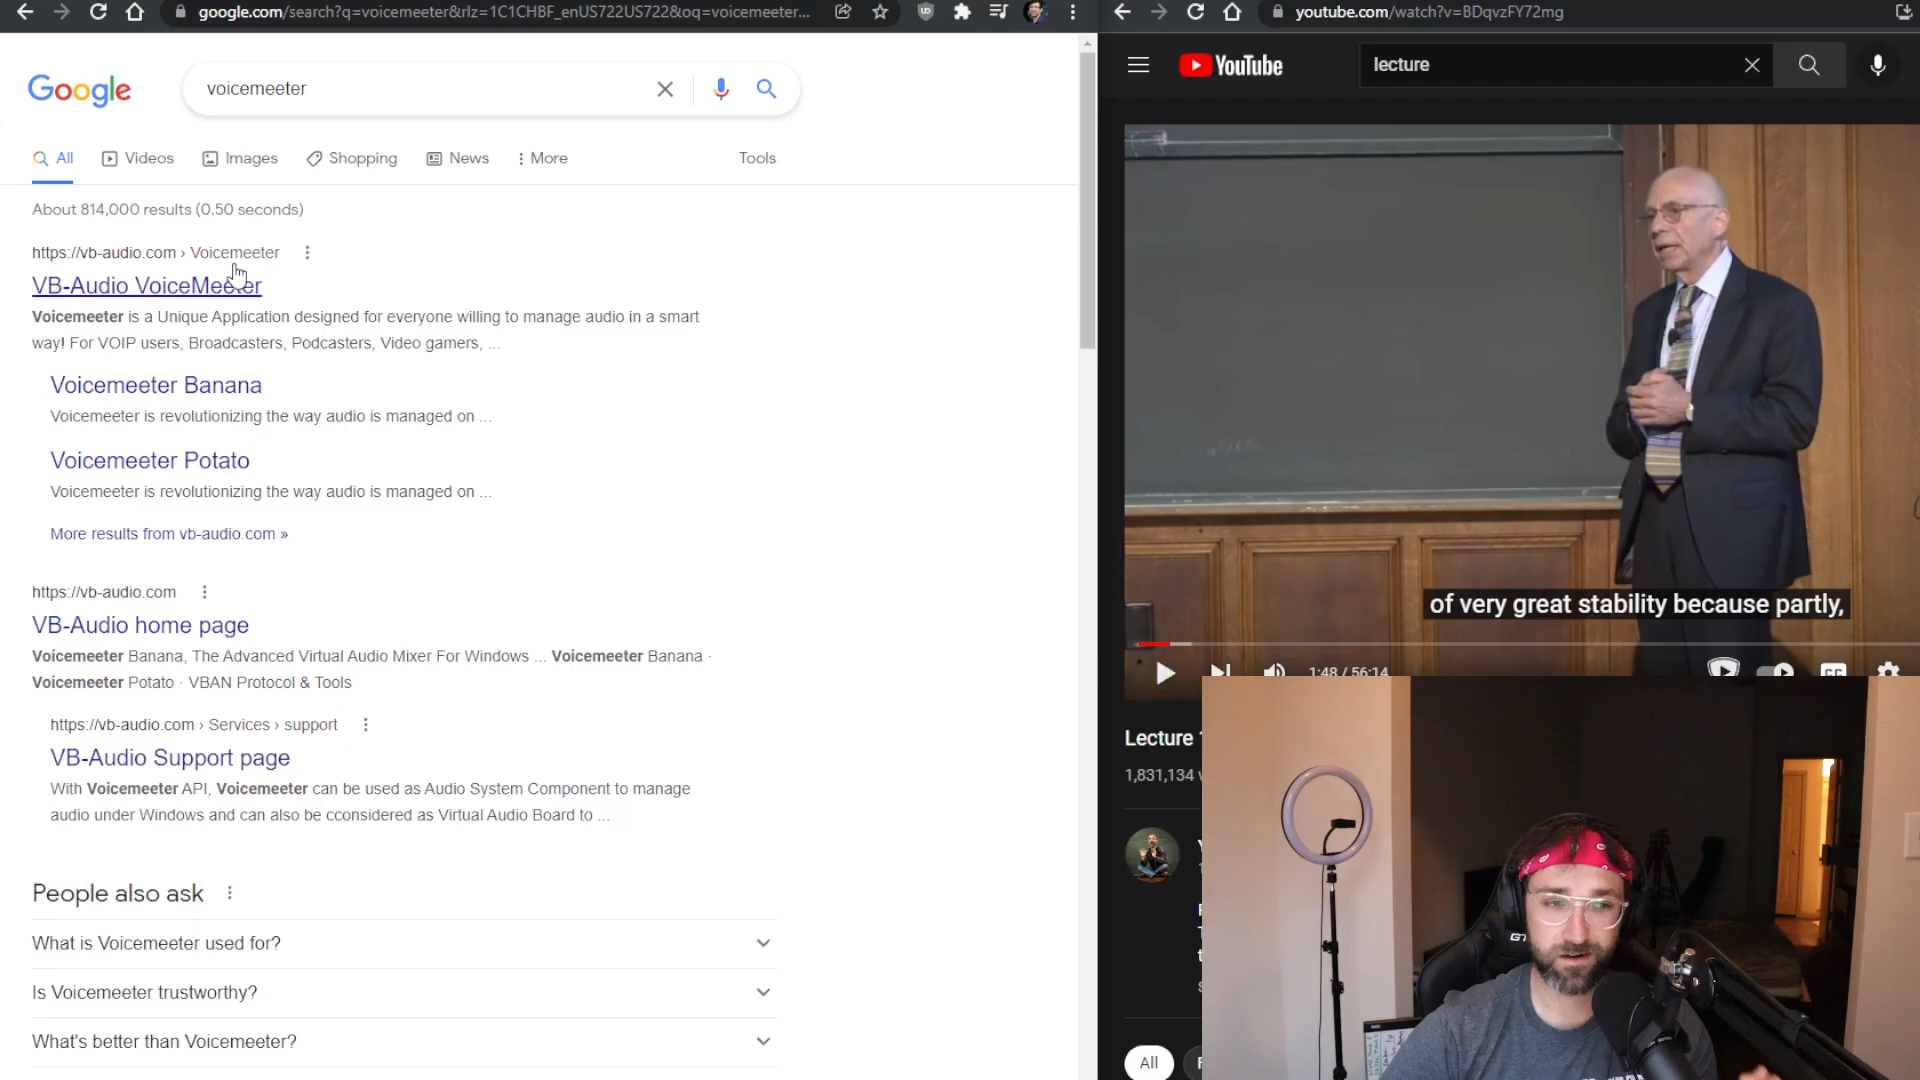 google.com/search?q=voicemeeter&rlz=1C1CHBF_enUS722US722&oq=voicemeeter...
Google
voicemeeter
All
Videos
Images
Shopping
News
More
Tools
About 814,000 results (0.50 seconds)
https://vb-audio.com › Voicemeeter
VB-Audio VoiceMeeter
Voicemeeter is a Unique Application designed for everyone willing to manage audio in a smart
way! For VOIP users, Broadcasters, Podcasters, Video gamers, ...
Voicemeeter Banana
Voicemeeter is revolutionizing the way audio is managed on ...
Voicemeeter Potato
Voicemeeter is revolutionizing the way audio is managed on ...
More results from vb-audio.com »
https://vb-audio.com
VB-Audio home page
Voicemeeter Banana, The Advanced Virtual Audio Mixer For Windows ... Voicemeeter Banana ·
Voicemeeter Potato · VBAN Protocol & Tools
https://vb-audio.com › Services › support
VB-Audio Support page
With Voicemeeter API, Voicemeeter can be used as Audio System Component to manage
audio under Windows and can also be cconsidered as Virtual Audio Board to ...
People also ask
What is Voicemeeter used for?
Is Voicemeeter trustworthy?
What's better than Voicemeeter?
youtube.com/watch?v=BDqvzFY72mg
YouTube
lecture
of very great stability because partly,
1:48 / 56:14
Lecture
1,831,134
All